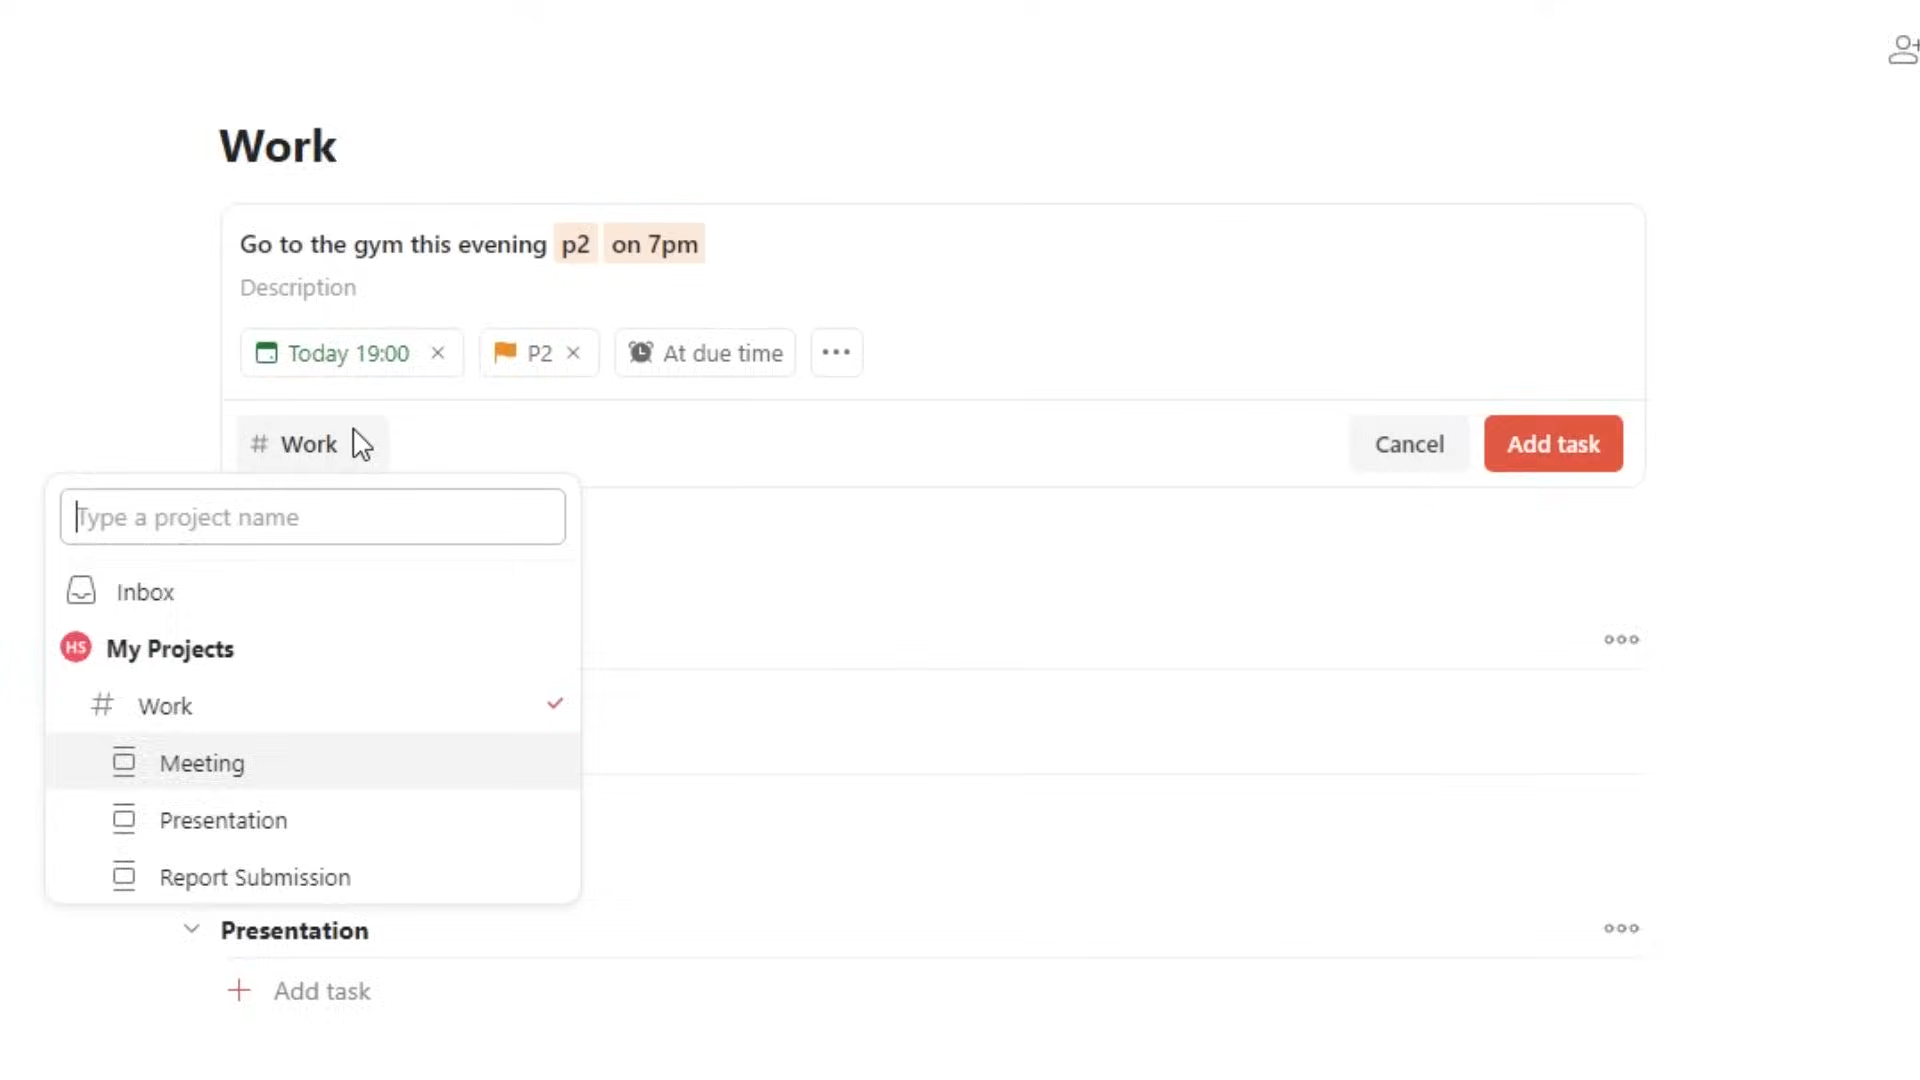 Work
Go to the gym this evening p2 on 7pm
Description
Today 19:00 P2 At due time
# Work Cancel Add task
Type a project name
Inbox
HS My Projects
# Work
Meeting
Presentation
Report Submission
Presentation
+ Add task